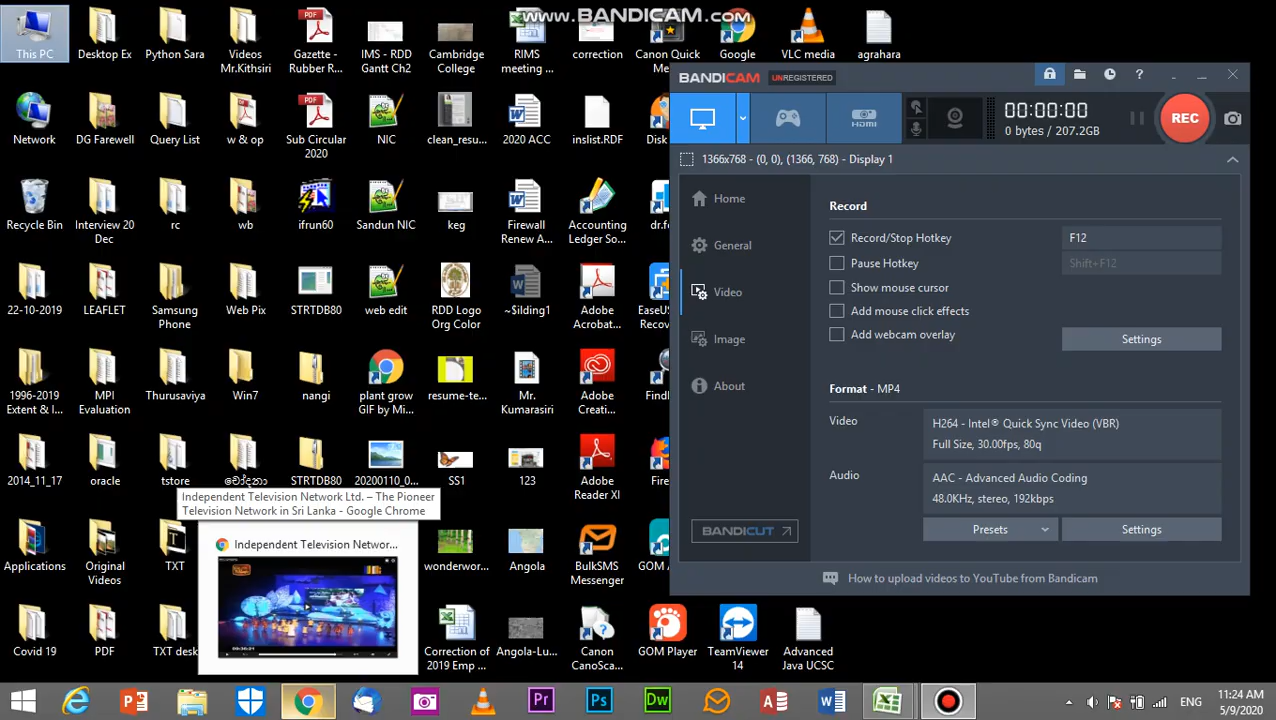 www.BANDICAM.com
This PC
Desktop Ex
Python Sara
Videos
Mr.Kithsiri
Gazette -
Rubber R...
IMS - RDD
Gantt Ch2
Cambridge
College
RIMS
meeting ...
correction
Canon Quick
Me
Google
VLC media
agrahara
Network
DG Farewell
Query List
w & op
Sub Circular
2020
NIC
clean_resu...
2020 ACC
inslist.RDF
Disk
Recycle Bin
Interview 20
Dec
rc
wb
ifrun60
Sandun NIC
keg
Firewall
Renew A...
Accounting
Ledger So...
dr.fo
22-10-2019
LEAFLET
Samsung
Phone
Web Pix
STRTDB80
web edit
RDD Logo
Org Color
~$ilding1
Adobe
Acrobat...
EaseUS
Recov
1996-2019
Extent & I...
MPI
Evaluation
Thurusaviya
Win7
nangi
plant grow
GIF by Mi...
resume-te...
Mr.
Kumarasiri
Adobe
Creati...
Findl
2014_11_17
oracle
tstore
චෝදනා
STRTDB80
20200110_0...
SS1
123
Adobe
Reader XI
Fire
Independent Television Network Ltd. – The Pioneer
Television Network in Sri Lanka - Google Chrome
Independent Television Networ...
Applications
Original
Videos
TXT
wonderwor...
Angola
BulkSMS
Messenger
GOM A
Covid 19
PDF
TXT desk
Correction of
2019 Emp ...
Angola-Lu...
Canon
CanoSca...
GOM Player
TeamViewer
14
Advanced
Java UCSC
BANDICAM UNREGISTERED
00:00:00
0 bytes / 207.2GB
REC
1366x768 - (0, 0), (1366, 768) - Display 1
Home
General
Video
Image
About
BANDICUT
Record
Record/Stop Hotkey F12
Pause Hotkey Shift+F12
Show mouse cursor
Add mouse click effects
Add webcam overlay
Settings
Format - MP4
Video
H264 - Intel® Quick Sync Video (VBR)
Full Size, 30.00fps, 80q
Audio
AAC - Advanced Audio Coding
48.0KHz, stereo, 192kbps
Presets
Settings
How to upload videos to YouTube from Bandicam
ENG
11:24 AM
5/9/2020